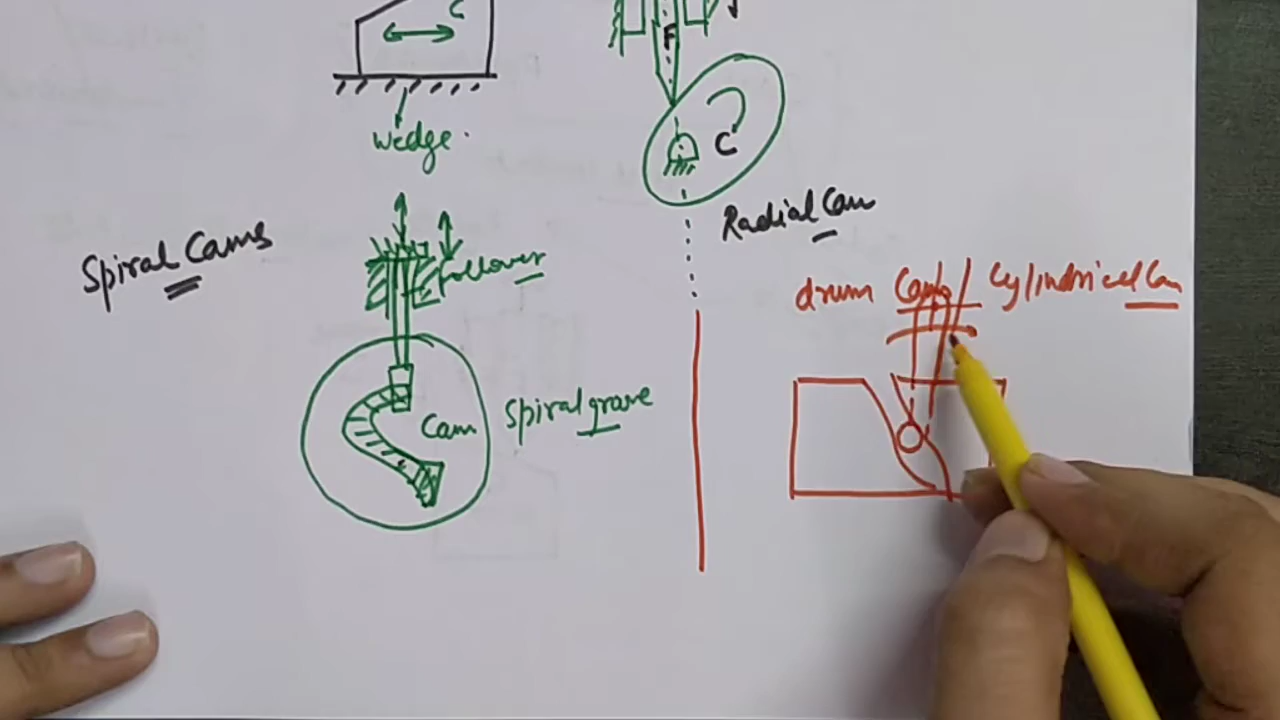 C
F
wedge.
C
Radial Cam
Spiral Cams
follower
drum Cam / Cylindrical Cam
Cam
Spiral grove